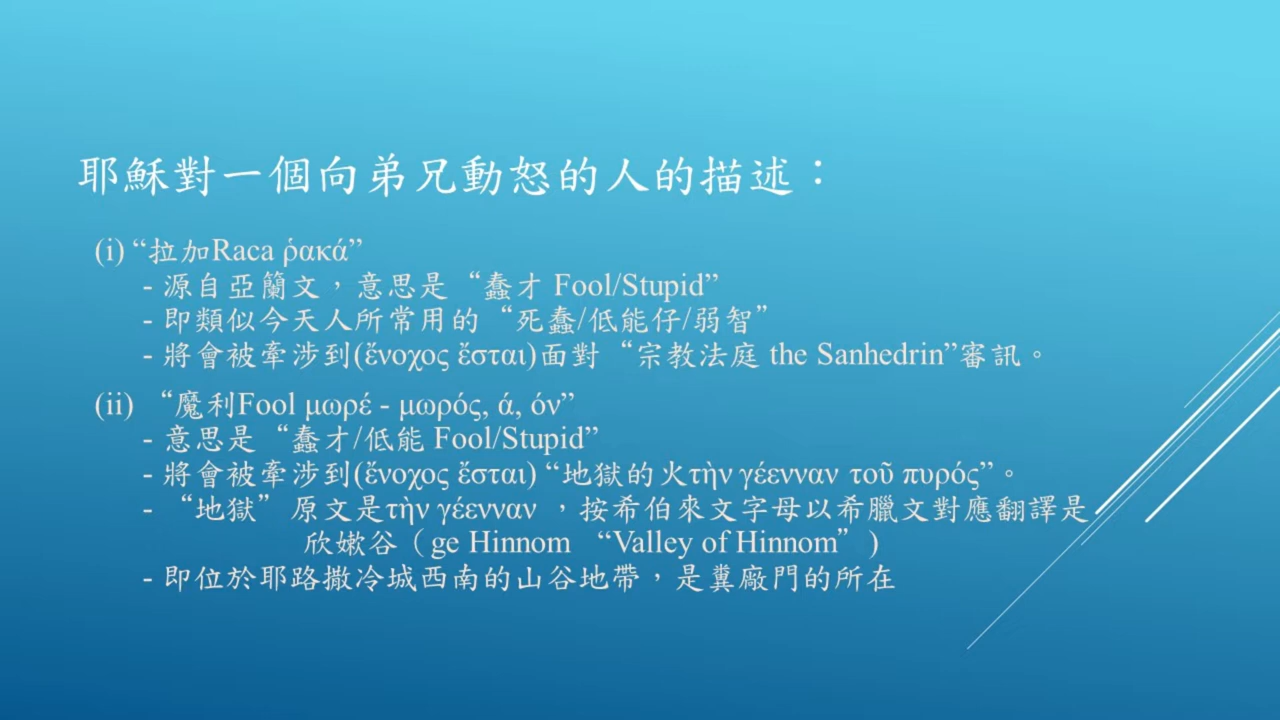 耶穌對一個向弟兄動怒的人的描述：
(i) “拉加Raca ῥακά”
- 源自亞蘭文，意思是“蠢才 Fool/Stupid”
- 即類似今天人所常用的“死蠢/低能仔/弱智”
- 將會被牽涉到(ἔνοχος ἔσται)面對“宗教法庭 the Sanhedrin”審訊。
(ii) “魔利Fool μωρέ - μωρός, ά, όν”
- 意思是“蠢才/低能 Fool/Stupid”
- 將會被牽涉到(ἔνοχος ἔσται) “地獄的火τὴν γέενναν τοῦ πυρός”。
- “地獄”原文是τὴν γέενναν ，按希伯來文字母以希臘文對應翻譯是
欣嫰谷（ge Hinnom “Valley of Hinnom”）
- 即位於耶路撒冷城西南的山谷地帶，是糞廠門的所在